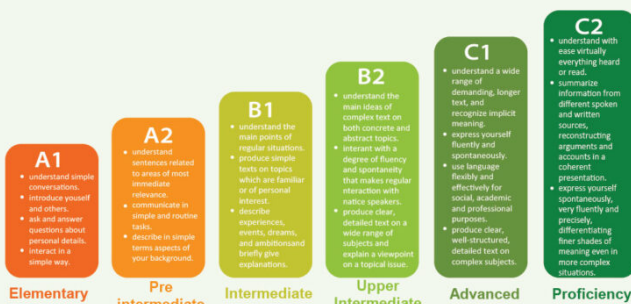 A1
• understand simple
conversations.
• introduce youself and
others.
• ask and answer
questions about
personal details.
• interact in a
simple way.
Elementary
A2
• understand
sentences related
to areas of most
immediate
relevance.
• communicate in
simple and routine
tasks.
• describe in simple
terms aspects of
your background.
Pre
intermediate
B1
• understand the
main points of
regular situations.
• produce simple
texts on topics
which are familiar
or of personal
interest.
• describe
experiences,
events, dreams,
and ambitionsand
briefly give
explanations.
Intermediate
B2
• understand the
main ideas of
complex text on
both concrete and
abstract topics.
• interant with a
degree of fluency
and spontaneity
that makes regular
interaction with
natice speakers.
• produce clear,
detailed text on a
wide range of
subjects and
explain a viewpoint
on a topical issue.
Upper
Intermediate
C1
• understand a wide
range of
demanding, longer
text, and
recognize implicit
meaning.
• express yourself
fluently and
spontaneously.
• use language
flexibly and
effectively for
social, academic
and professional
purposes.
• produce clear,
well-structured,
detailed text on
complex subjects.
Advanced
C2
• understand with
ease virtually
everything heard
or read.
• summarize
information from
different spoken
and written
sources,
reconstructing
arguments and
accounts in a
coherent
presentation.
• express yourself
spontaneously,
very fluently and
precisely,
differentiating
finer shades of
meaning even in
more complex
situations.
Proficiency